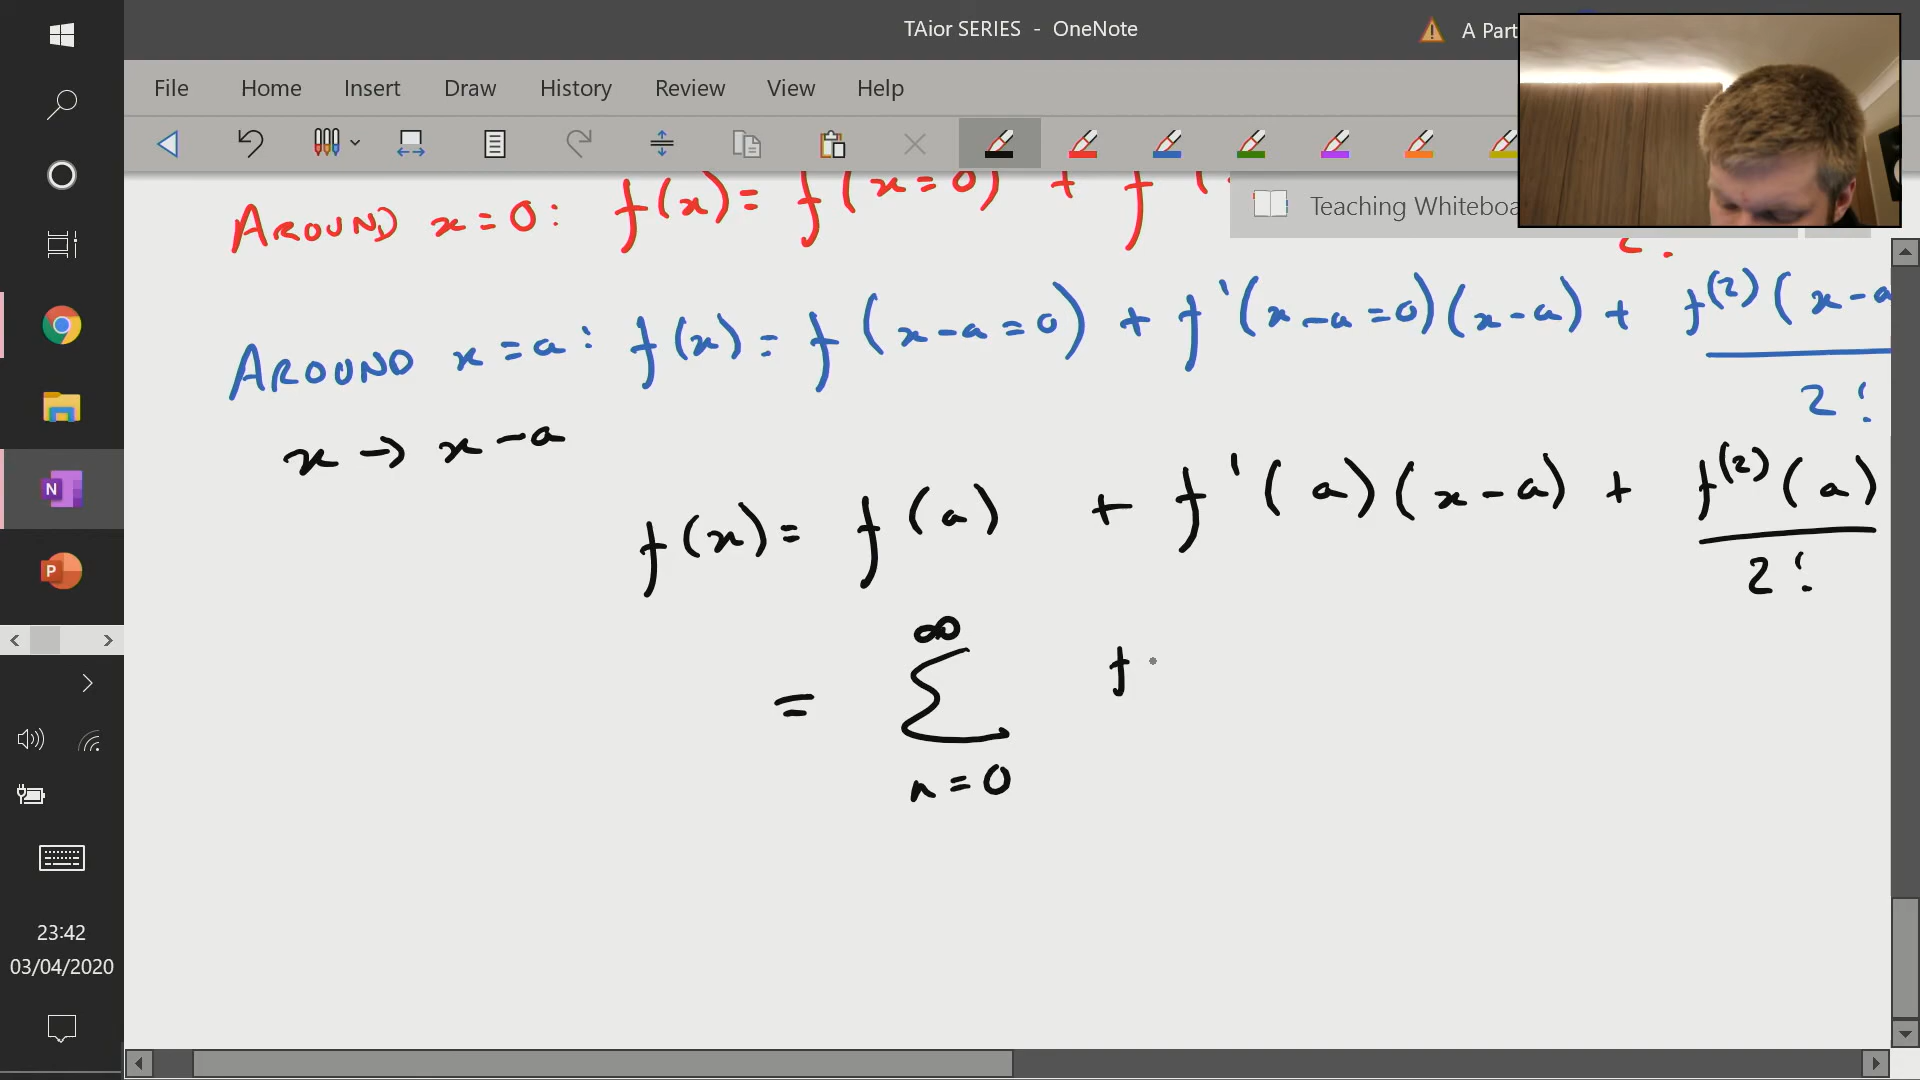 TAior SERIES - OneNote
A Part
File Home Insert Draw History Review View Help
Teaching Whiteboa
AROUND x=0: f(x)= f(x=0) + f'(
2!
AROUND x=a: f(x)= f(x-a=0) + f'(x-a=0)(x-a) + f^(2)(x-a
2!
x → x-a
f(x)= f(a) + f'(a)(x-a) + f^(2)(a)
2!
∞
= Σ f
n=0
N
P
23:42
03/04/2020